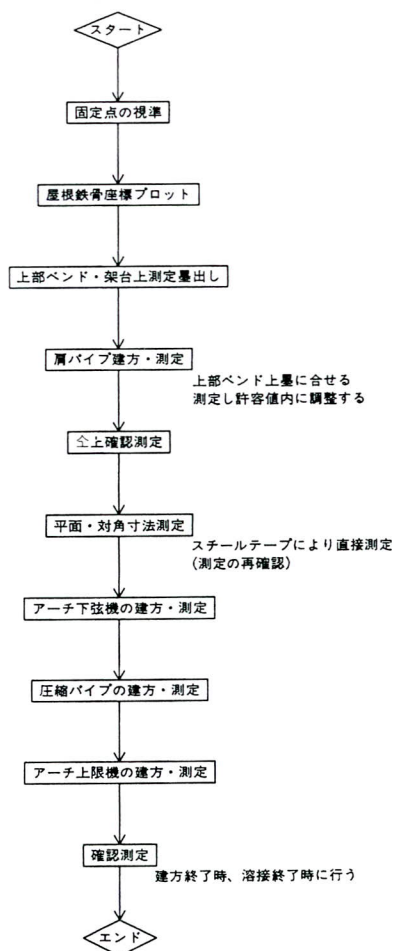 スタート
固定点の視準
屋根鉄骨座標プロット
上部ベンド・架台上測定墨出し
肩パイプ建方・測定
上部ベンド上墨に合せる
測定し許容値内に調整する
仝上確認測定
平面・対角寸法測定
スチールテープにより直接測定
(測定の再確認)
アーチ下弦機の建方・測定
圧縮パイプの建方・測定
アーチ上限機の建方・測定
確認測定
建方終了時、溶接終了時に行う
エンド